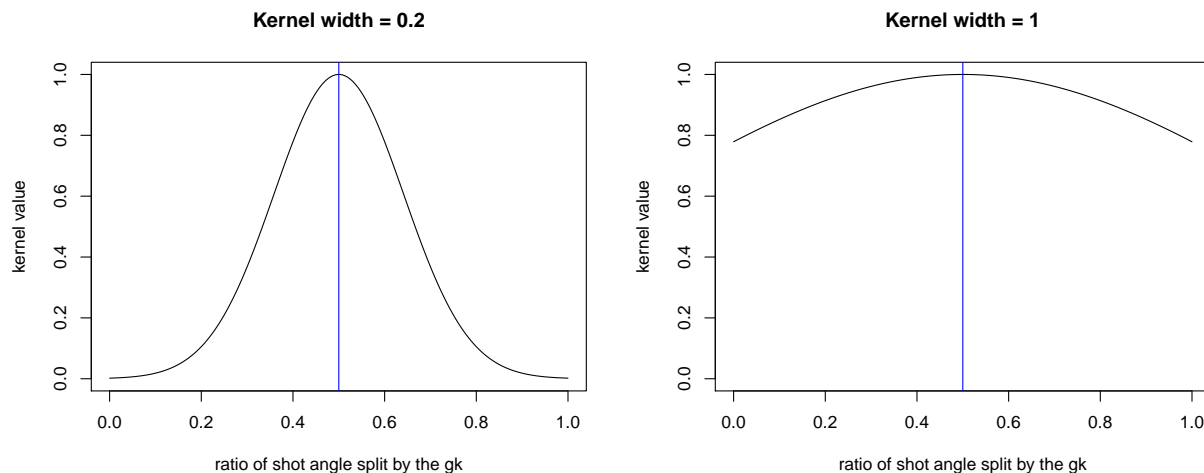 Kernel width = 0.2
kernel value
0.0 0.2 0.4 0.6 0.8 1.0
0.0 0.2 0.4 0.6 0.8 1.0
ratio of shot angle split by the gk
Kernel width = 1
kernel value
0.0 0.2 0.4 0.6 0.8 1.0
0.0 0.2 0.4 0.6 0.8 1.0
ratio of shot angle split by the gk